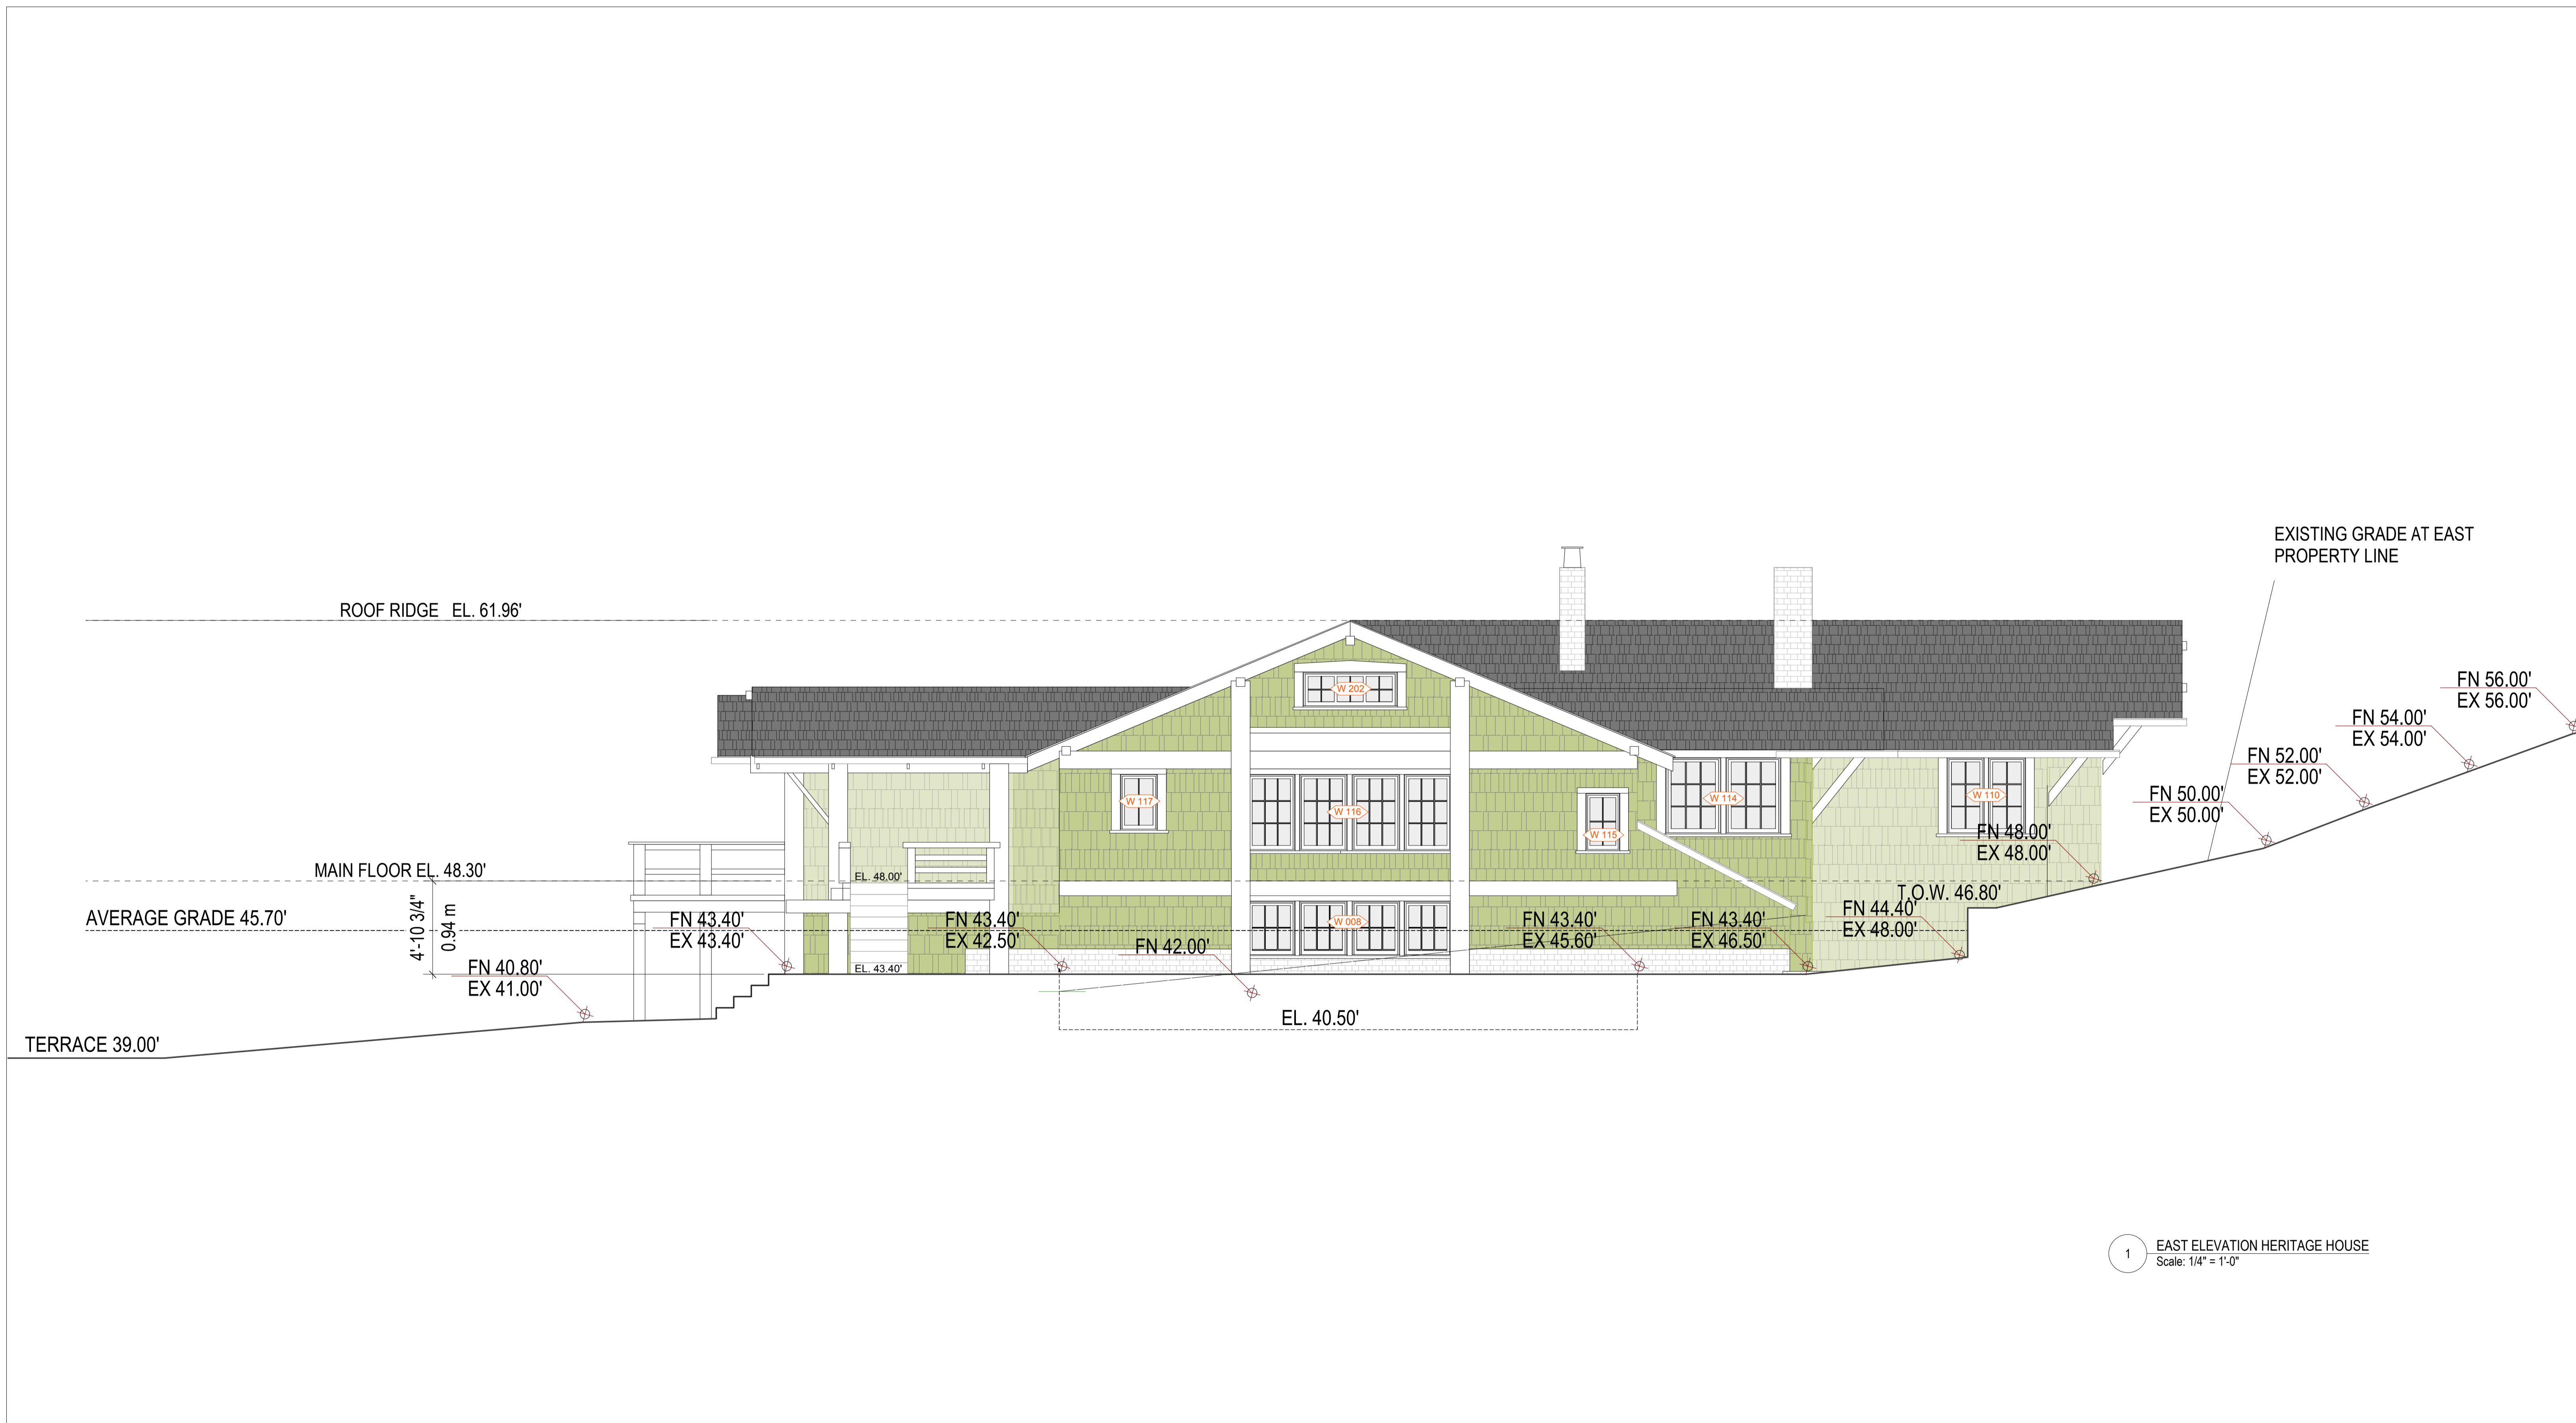 EXISTING GRADE AT EAST
PROPERTY LINE
ROOF RIDGE EL. 61.96'
FN 56.00'
EX 56.00'
W 202
FN 54.00'
EX 54.00'
FN 52.00'
EX 52.00'
FN 50.00'
EX 50.00'
W 117
W 116
W 115
W 114
W 110
FN 48.00'
EX 48.00'
MAIN FLOOR EL. 48.30'
EL. 48.00'
T.O.W. 46.80'
AVERAGE GRADE 45.70'
4'-10 3/4"
0.94 m
FN 43.40'
EX 43.40'
FN 43.40'
EX 42.50'
FN 42.00'
W 008
FN 43.40'
EX 45.60'
FN 43.40'
EX 46.50'
FN 44.40'
EX 48.00'
EL. 43.40'
FN 40.80'
EX 41.00'
EL. 40.50'
TERRACE 39.00'
1
EAST ELEVATION HERITAGE HOUSE
Scale: 1/4" = 1'-0"